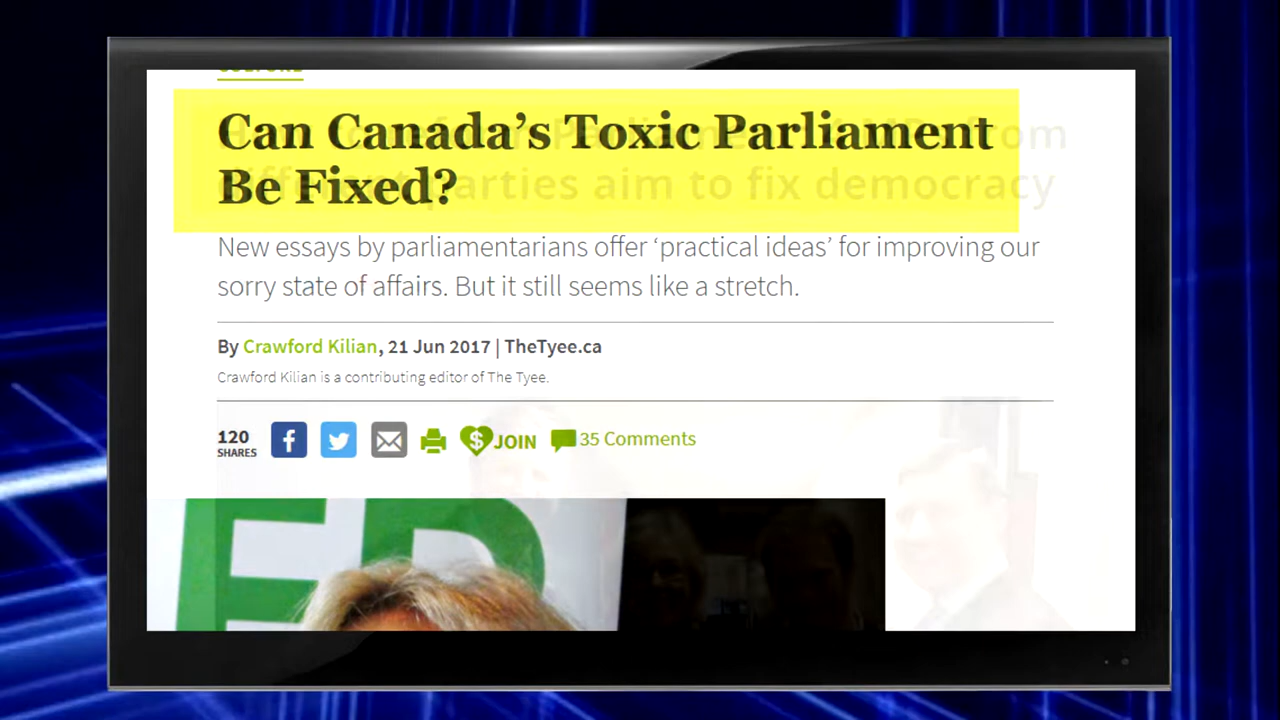 CULTURE
Can Canada's Toxic Parliament
Be Fixed?
New essays by parliamentarians offer ‘practical ideas’ for improving our
sorry state of affairs. But it still seems like a stretch.
By Crawford Kilian, 21 Jun 2017 | TheTyee.ca
Crawford Kilian is a contributing editor of The Tyee.
120
SHARES
JOIN
35 Comments